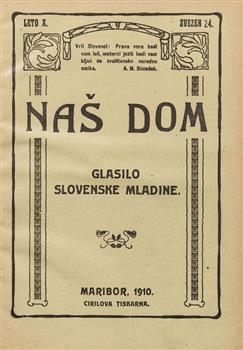 LETO X.
ZVEZEK 24.
Vrli Slovenci: Prava vera bodi
vam luč, materni jezik bodi vam
ključ do zveličanske narodne
omike. A. M. Slomšek.
NAŠ DOM
GLASILO
SLOVENSKE MLADINE.
MARIBOR, 1910.
CIRILOVA TISKARNA.